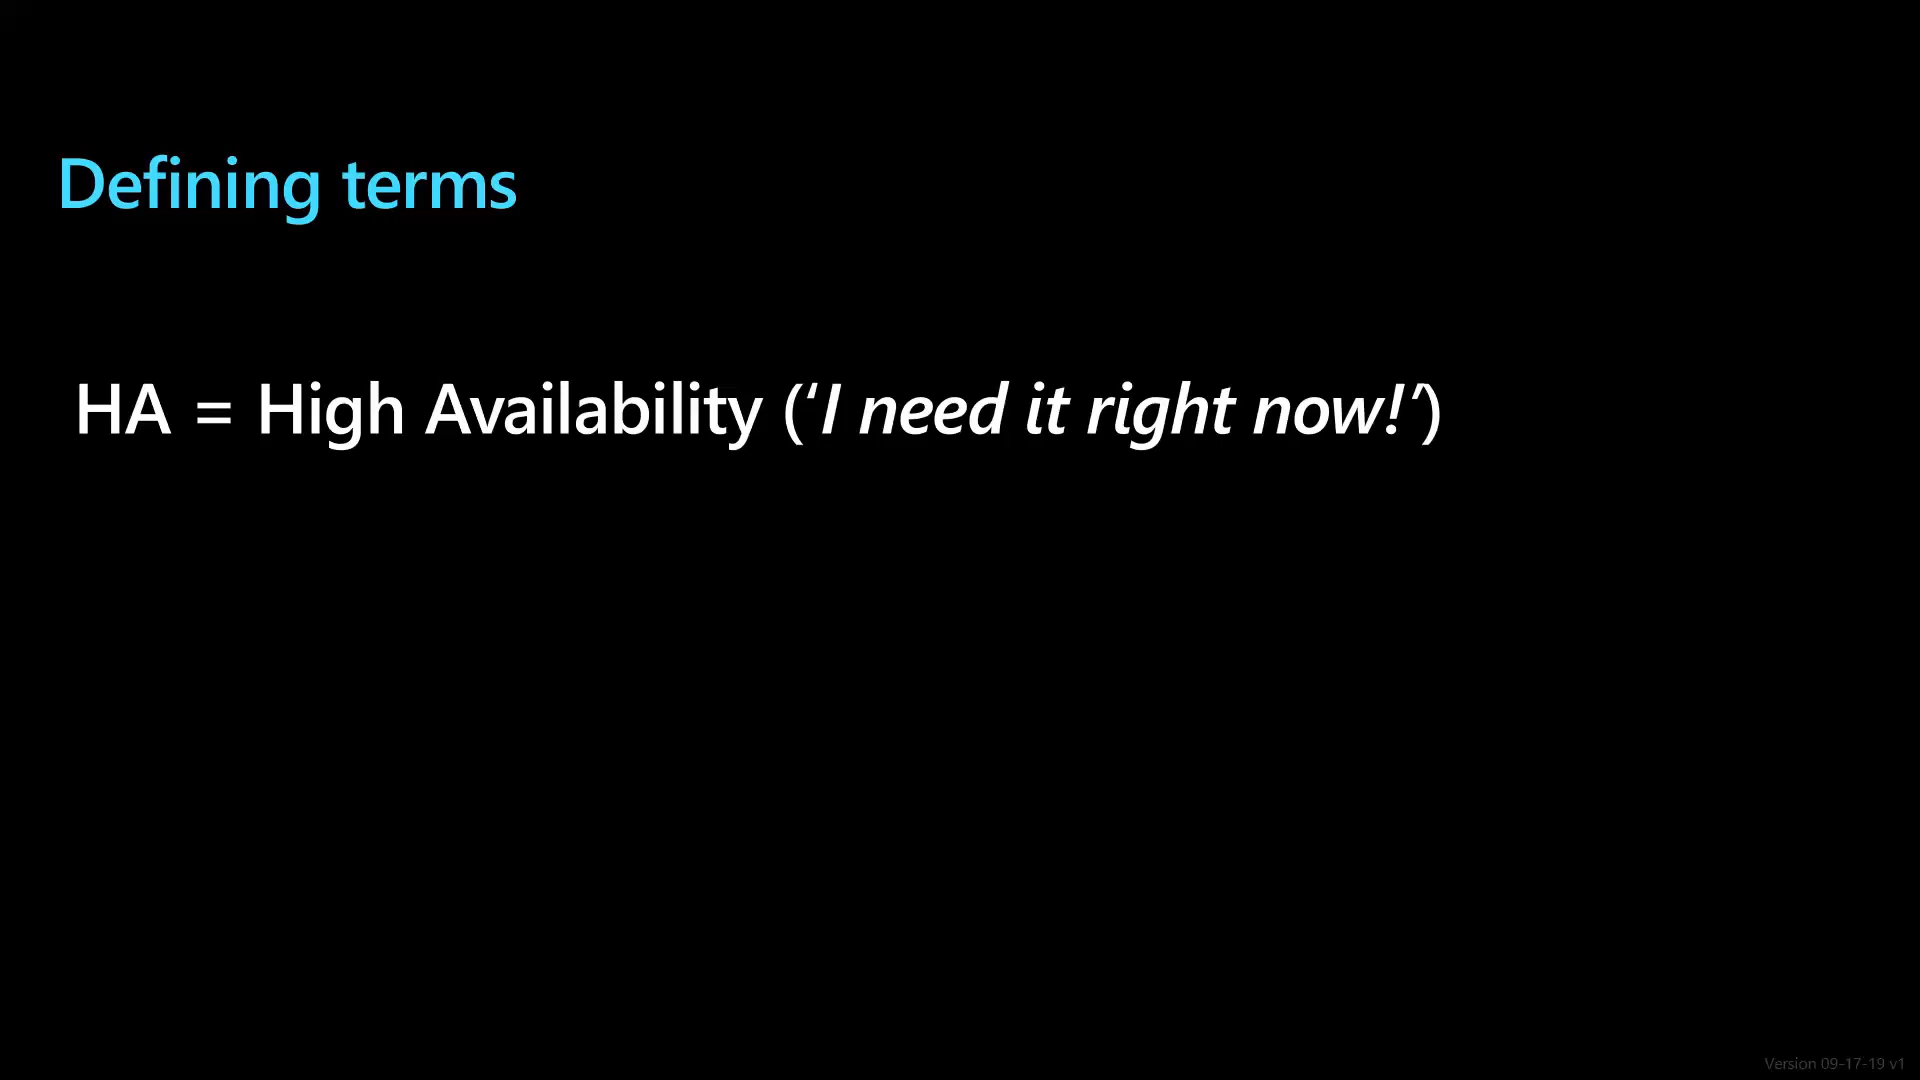 Defining terms
HA = High Availability (‘I need it right now!’)
Version 09-17-19 v1